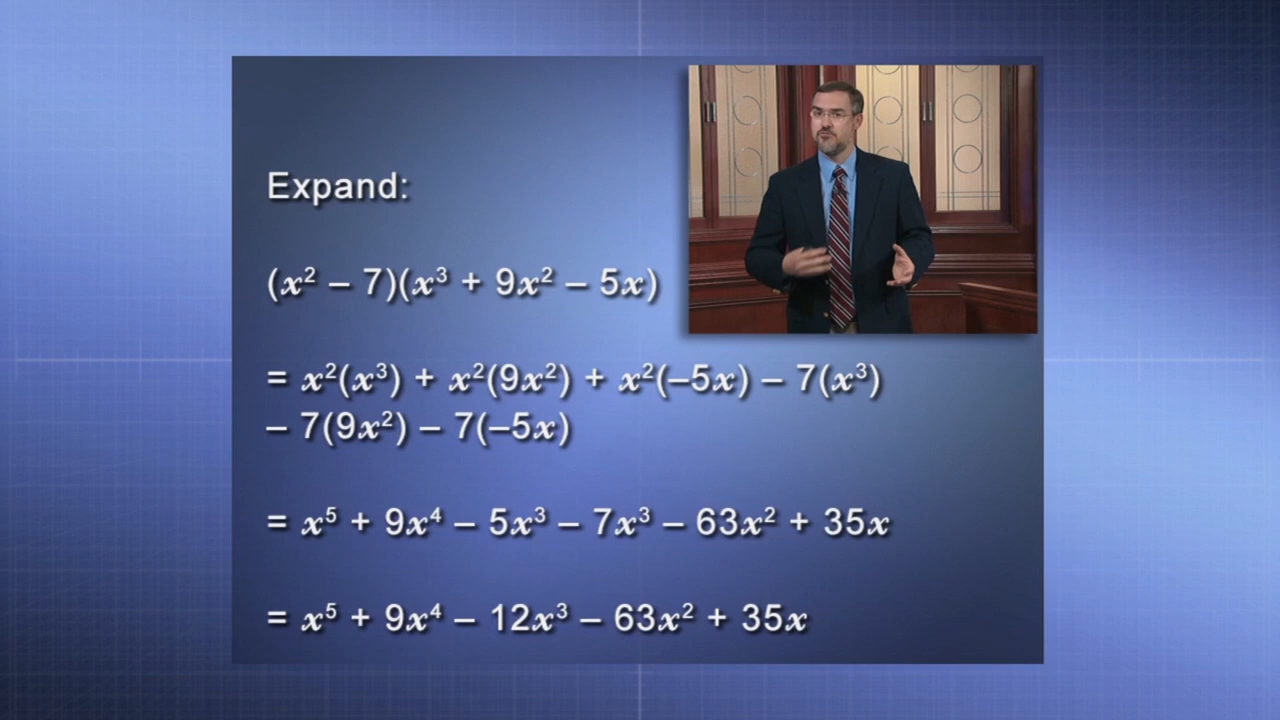 Expand:
(x² – 7)(x³ + 9x² – 5x)
= x²(x³) + x²(9x²) + x²(–5x) – 7(x³)
– 7(9x²) – 7(–5x)
= x⁵ + 9x⁴ – 5x³ – 7x³ – 63x² + 35x
= x⁵ + 9x⁴ – 12x³ – 63x² + 35x